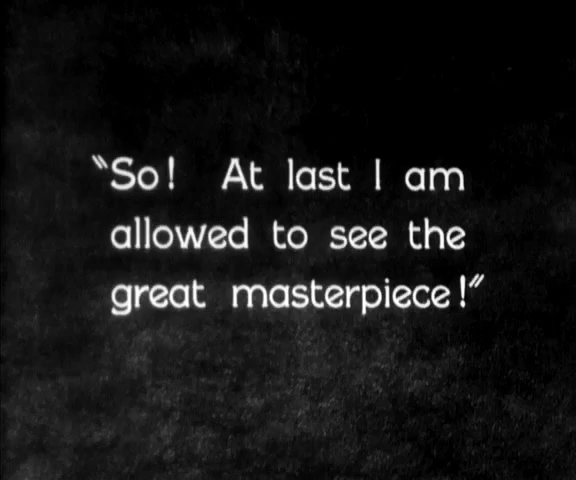 "So! At last I am
allowed to see the
great masterpiece!"